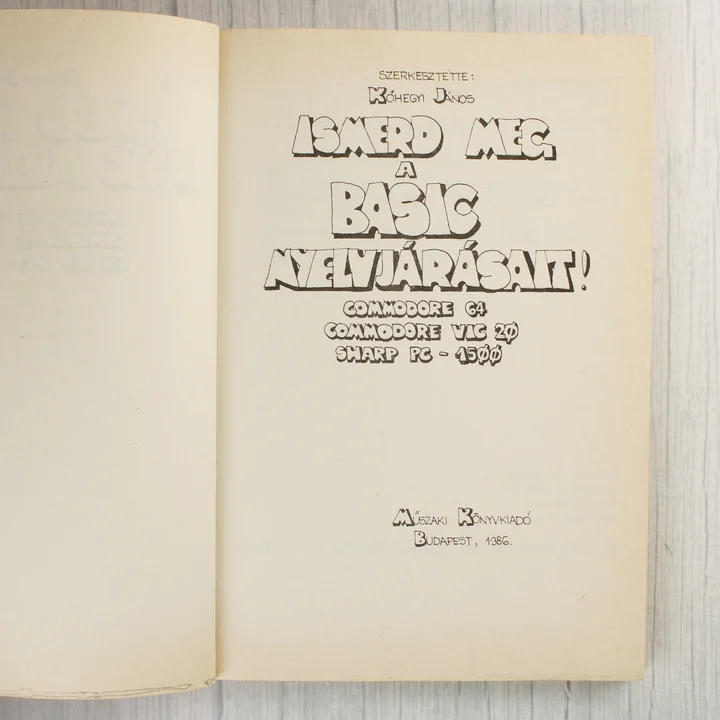 SZERKESZTETTE:
KŐHEGYI JÁNOS
ISMERD MEG
A
BASIC
NYELVJÁRÁSAIT!
COMMODORE 64
COMMODORE VIC 20
SHARP PC - 1500
MŰSZAKI KÖNYVKIADÓ
BUDAPEST, 1986.